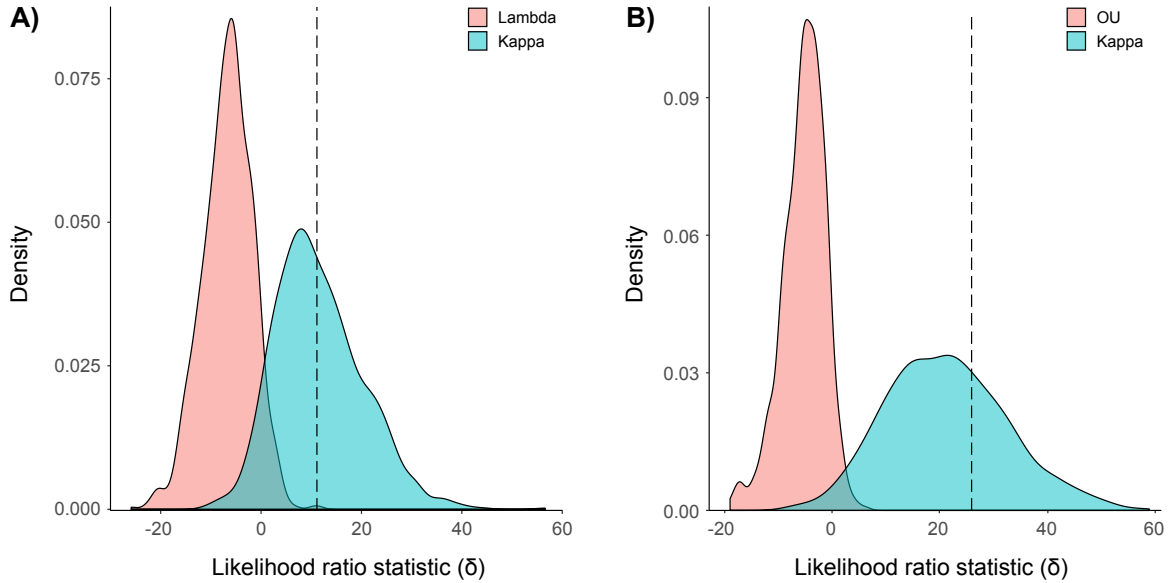 A)
Lambda
Kappa
0.075
0.050
0.025
0.000
Density
-20 0 20 40 60
Likelihood ratio statistic (δ)
B)
OU
Kappa
0.09
0.06
0.03
0.00
Density
-20 0 20 40 60
Likelihood ratio statistic (δ)